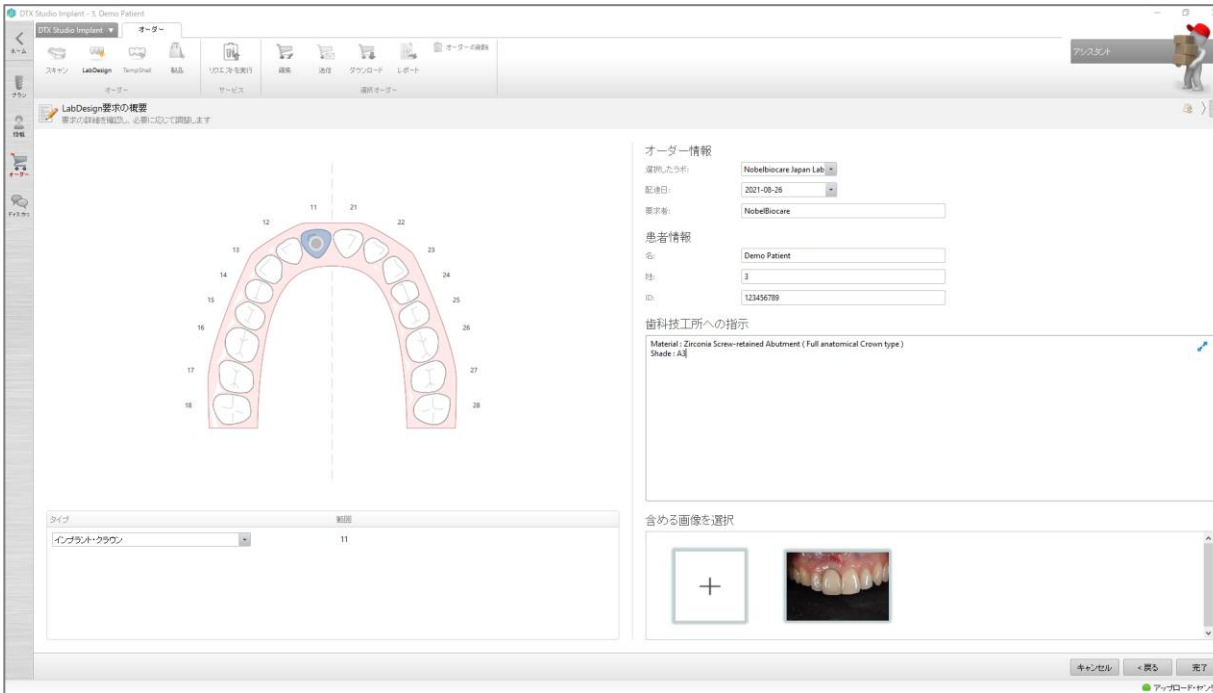 DTX Studio Implant - 3, Demo Patient
DTX Studio Implant ▼ オーダー
ホーム
スキャン LabDesign TempShell 製品 リクエストを実行 編集 送信 ダウンロード レポート オーダーの削除
オーダー サービス 選択オーダー
アシスタント
プラン
情報
オーダー
LabDesign要求の概要
要求の詳細を確認し、必要に応じて調整します
11 21
12 22
13 23
14 24
15 25
16 26
17 27
18 28
タイプ 範囲
インプラント・クラウン 11
オーダー情報
選択したラボ: Nobelbiocare Japan Lab
配達日: 2021-08-26
要求者: NobelBiocare
患者情報
名: Demo Patient
姓: 3
ID: 123456789
歯科技工所への指示
Material : Zirconia Screw-retained Abutment ( Full anatomical Crown type )
Shade : A3
含める画像を選択
キャンセル <戻る 完了